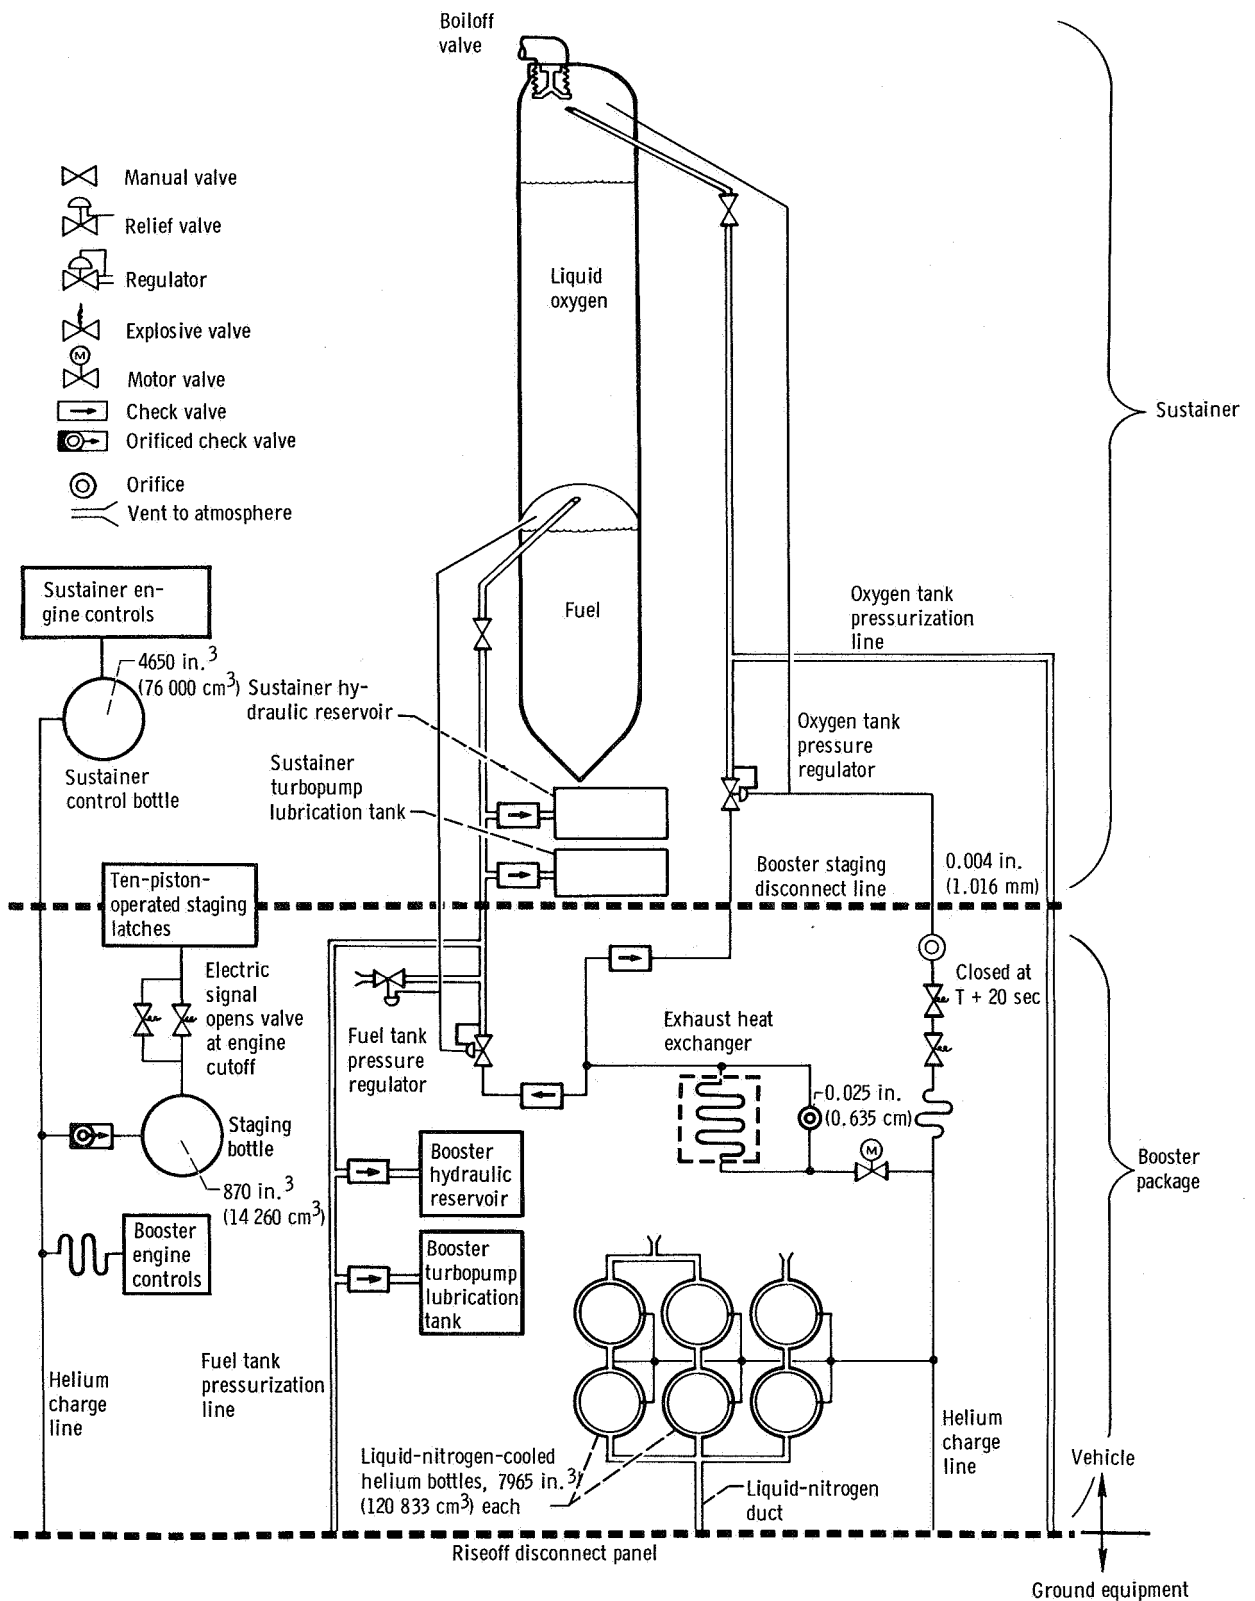 Boiloff
valve
Manual valve
Relief valve
Regulator
Explosive valve
M
Motor valve
Check valve
Orificed check valve
Orifice
Vent to atmosphere
Liquid
oxygen
Fuel
Sustainer
Sustainer en-
gine controls
4650 in.3
(76 000 cm3)
Sustainer
control bottle
Sustainer hy-
draulic reservoir
Sustainer
turbopump
lubrication tank
Oxygen tank
pressurization
line
Oxygen tank
pressure
regulator
Booster staging
disconnect line
0.004 in.
(1.016 mm)
Ten-piston-
operated staging
latches
Electric
signal
opens valve
at engine
cutoff
Fuel tank
pressure
regulator
Closed at
T + 20 sec
Exhaust heat
exchanger
0.025 in.
(0.635 cm)
M
Staging
bottle
870 in.3
(14 260 cm3)
Booster
hydraulic
reservoir
Booster
package
Booster
engine
controls
Booster
turbopump
lubrication
tank
Helium
charge
line
Fuel tank
pressurization
line
Liquid-nitrogen-cooled
helium bottles, 7965 in.3
(120 833 cm3) each
Liquid-nitrogen
duct
Helium
charge
line
Vehicle
Riseoff disconnect panel
Ground equipment